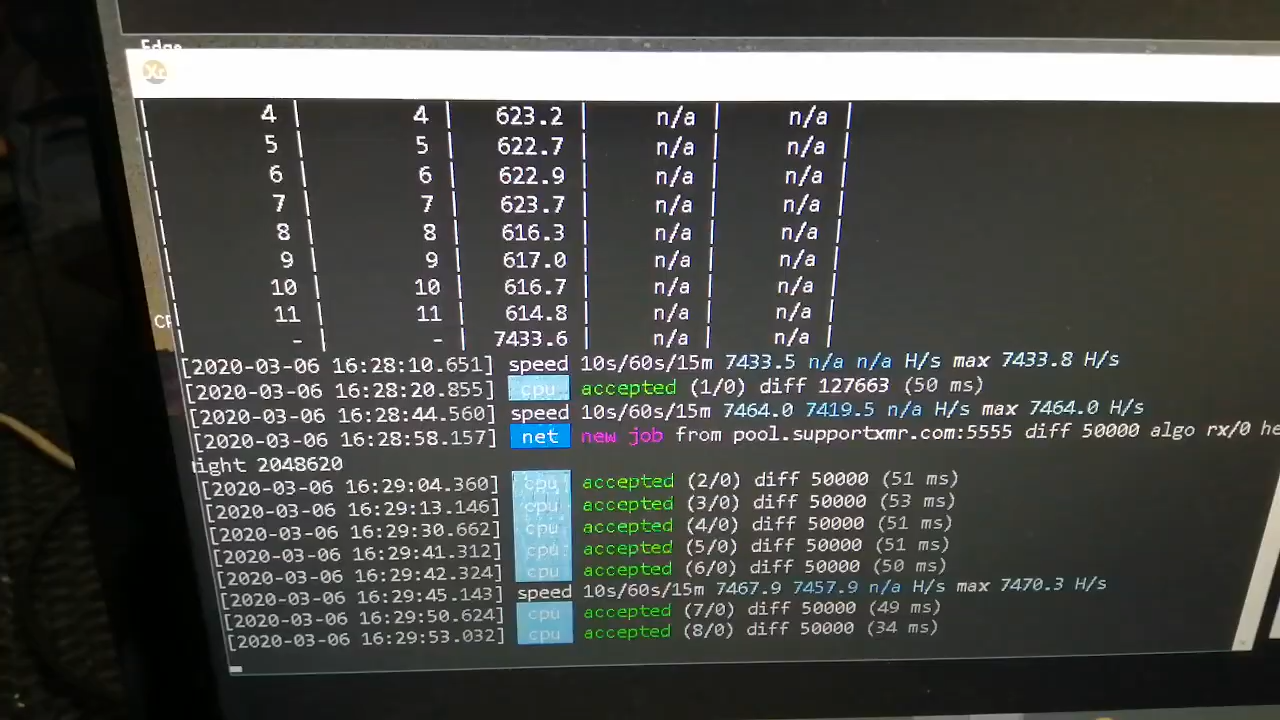 Edge
| 4 | 4 | 623.2 | n/a | n/a |
| 5 | 5 | 622.7 | n/a | n/a |
| 6 | 6 | 622.9 | n/a | n/a |
| 7 | 7 | 623.7 | n/a | n/a |
| 8 | 8 | 616.3 | n/a | n/a |
| 9 | 9 | 617.0 | n/a | n/a |
| 10 | 10 | 616.7 | n/a | n/a |
| 11 | 11 | 614.8 | n/a | n/a |
| - | - | 7433.6 | n/a | n/a |
[2020-03-06 16:28:10.651] speed 10s/60s/15m 7433.5 n/a n/a H/s max 7433.8 H/s
[2020-03-06 16:28:20.855] cpu accepted (1/0) diff 127663 (50 ms)
[2020-03-06 16:28:44.560] speed 10s/60s/15m 7464.0 7419.5 n/a H/s max 7464.0 H/s
[2020-03-06 16:28:58.157] net new job from pool.supportxmr.com:5555 diff 50000 algo rx/0 he
ight 2048620
[2020-03-06 16:29:04.360] cpu accepted (2/0) diff 50000 (51 ms)
[2020-03-06 16:29:13.146] cpu accepted (3/0) diff 50000 (53 ms)
[2020-03-06 16:29:30.662] cpu accepted (4/0) diff 50000 (51 ms)
[2020-03-06 16:29:41.312] cpu accepted (5/0) diff 50000 (51 ms)
[2020-03-06 16:29:42.324] cpu accepted (6/0) diff 50000 (50 ms)
[2020-03-06 16:29:45.143] speed 10s/60s/15m 7467.9 7457.9 n/a H/s max 7470.3 H/s
[2020-03-06 16:29:50.624] cpu accepted (7/0) diff 50000 (49 ms)
[2020-03-06 16:29:53.032] cpu accepted (8/0) diff 50000 (34 ms)